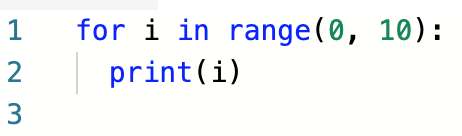 1 for i in range(0, 10):
2   print(i)
3